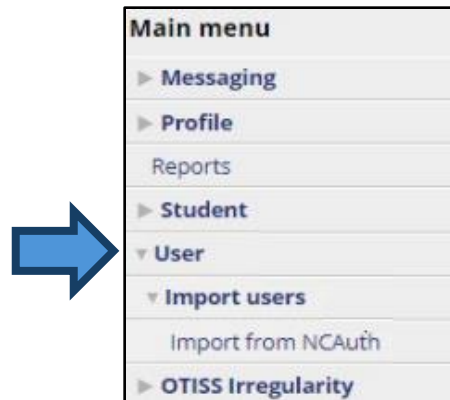 Main menu
Messaging
Profile
Reports
Student
User
Import users
Import from NCAuth
OTISS Irregularity